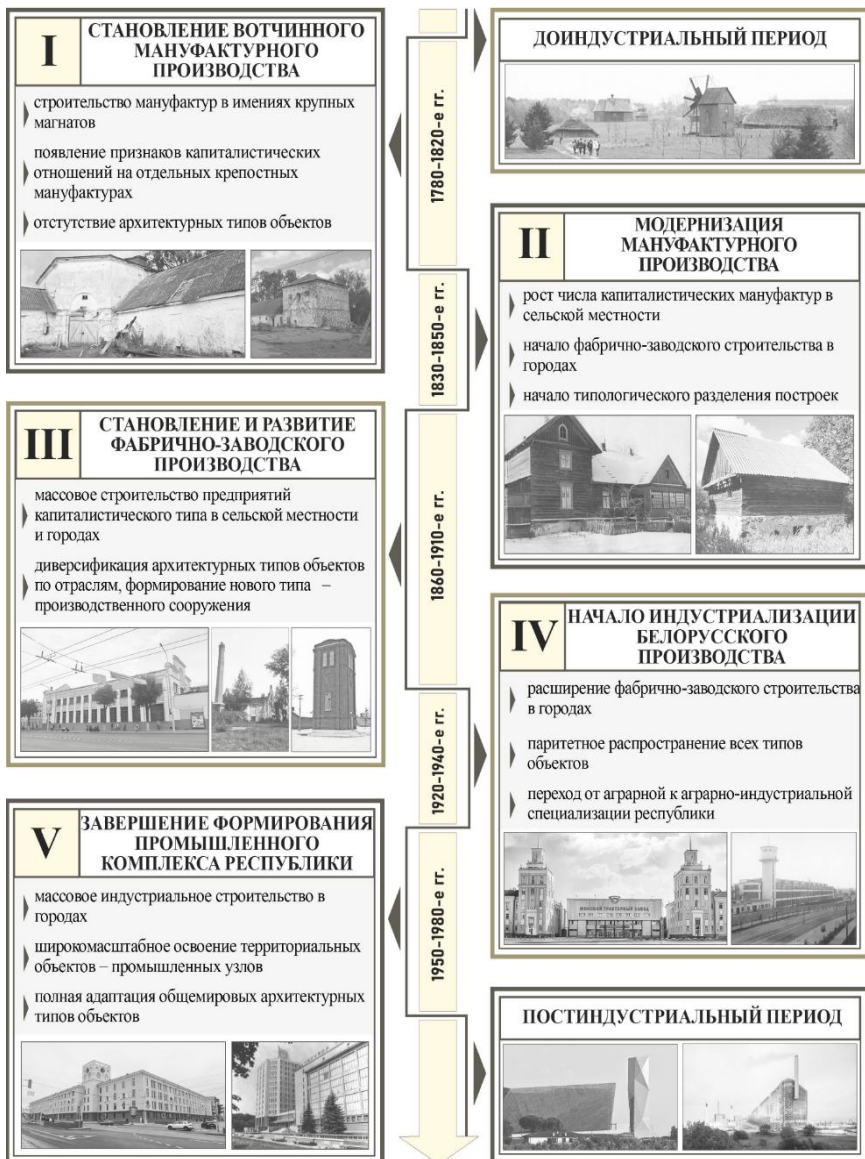 ДОИНДУСТРИАЛЬНЫЙ ПЕРИОД
I
СТАНОВЛЕНИЕ ВОТЧИННОГО
МАНУФАКТУРНОГО
ПРОИЗВОДСТВА
строительство мануфактур в имениях крупных
магнатов
появление признаков капиталистических
отношений на отдельных крепостных
мануфактурах
отсутствие архитектурных типов объектов
1780–1820-е гг.
II
МОДЕРНИЗАЦИЯ
МАНУФАКТУРНОГО
ПРОИЗВОДСТВА
рост числа капиталистических мануфактур в
сельской местности
начало фабрично-заводского строительства в
городах
начало типологического разделения построек
1830–1850-е гг.
III
СТАНОВЛЕНИЕ И РАЗВИТИЕ
ФАБРИЧНО-ЗАВОДСКОГО
ПРОИЗВОДСТВА
массовое строительство предприятий
капиталистического типа в сельской местности
и городах
диверсификация архитектурных типов объектов
по отраслям, формирование нового типа –
производственного сооружения
1860–1910-е гг.
IV
НАЧАЛО ИНДУСТРИАЛИЗАЦИИ
БЕЛОРУССКОГО
ПРОИЗВОДСТВА
расширение фабрично-заводского строительства
в городах
паритетное распространение всех типов
объектов
переход от аграрной к аграрно-индустриальной
специализации республики
МИНСКИЙ ТРАКТОРНЫЙ ЗАВОД
1920–1940-е гг.
V
ЗАВЕРШЕНИЕ ФОРМИРОВАНИЯ
ПРОМЫШЛЕННОГО
КОМПЛЕКСА РЕСПУБЛИКИ
массовое индустриальное строительство в
городах
широкомасштабное освоение территориальных
объектов – промышленных узлов
полная адаптация общемировых архитектурных
типов объектов
1950–1980-е гг.
ПОСТИНДУСТРИАЛЬНЫЙ ПЕРИОД